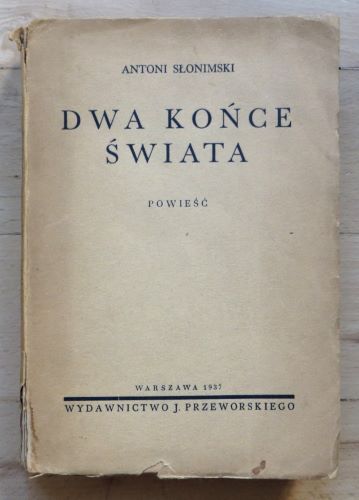 ANTONI SŁONIMSKI
DWA KOŃCE
ŚWIATA
POWIEŚĆ
WARSZAWA 1937
WYDAWNICTWO J. PRZEWORSKIEGO